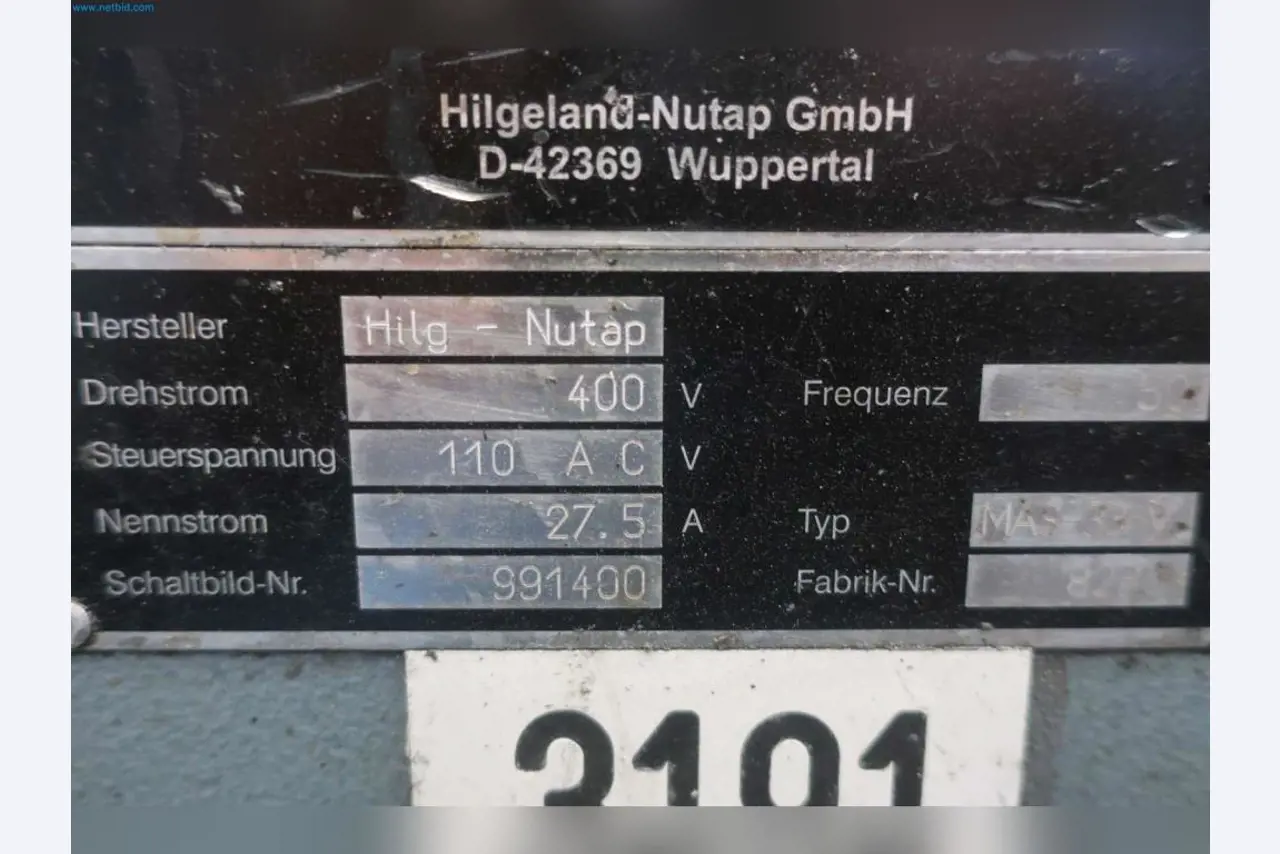 www.netbid.com
Hilgeland-Nutap GmbH
D-42369 Wuppertal
Hersteller Hilg - Nutap
Drehstrom 400 V Frequenz
Steuerspannung 110 AC V
Nennstrom 27.5 A Typ
Schaltbild-Nr. 991400 Fabrik-Nr.